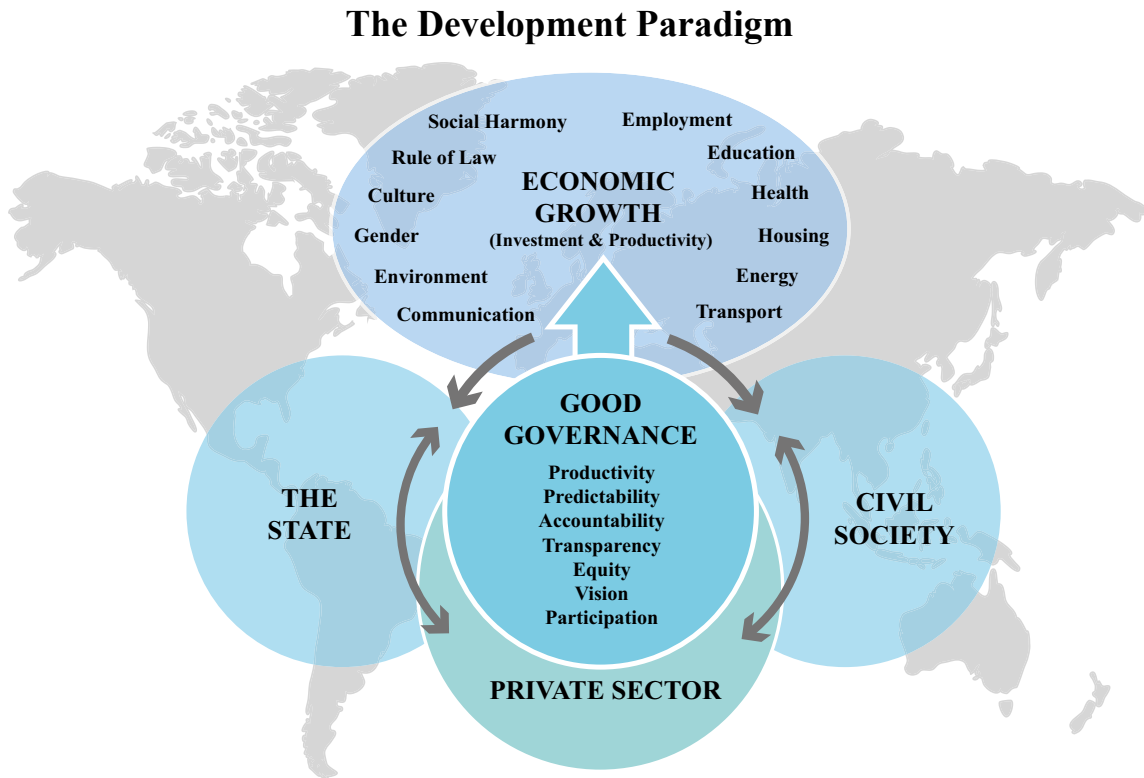 The Development Paradigm
Social Harmony
Employment
Rule of Law
Education
Culture
ECONOMIC
GROWTH
(Investment & Productivity)
Health
Gender
Housing
Environment
Energy
Communication
Transport
GOOD
GOVERNANCE
Productivity
Predictability
Accountability
Transparency
Equity
Vision
Participation
THE
STATE
CIVIL
SOCIETY
PRIVATE SECTOR